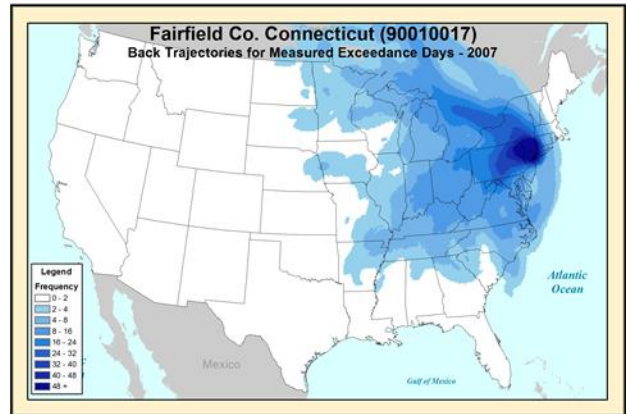 Fairfield Co. Connecticut (90010017)
Back Trajectories for Measured Exceedance Days - 2007
Legend
Frequency
0 - 2
2 - 4
4 - 8
8 - 16
16 - 24
24 - 32
32 - 40
40 - 48
48 +
Mexico
Gulf of Mexico
Atlantic
Ocean